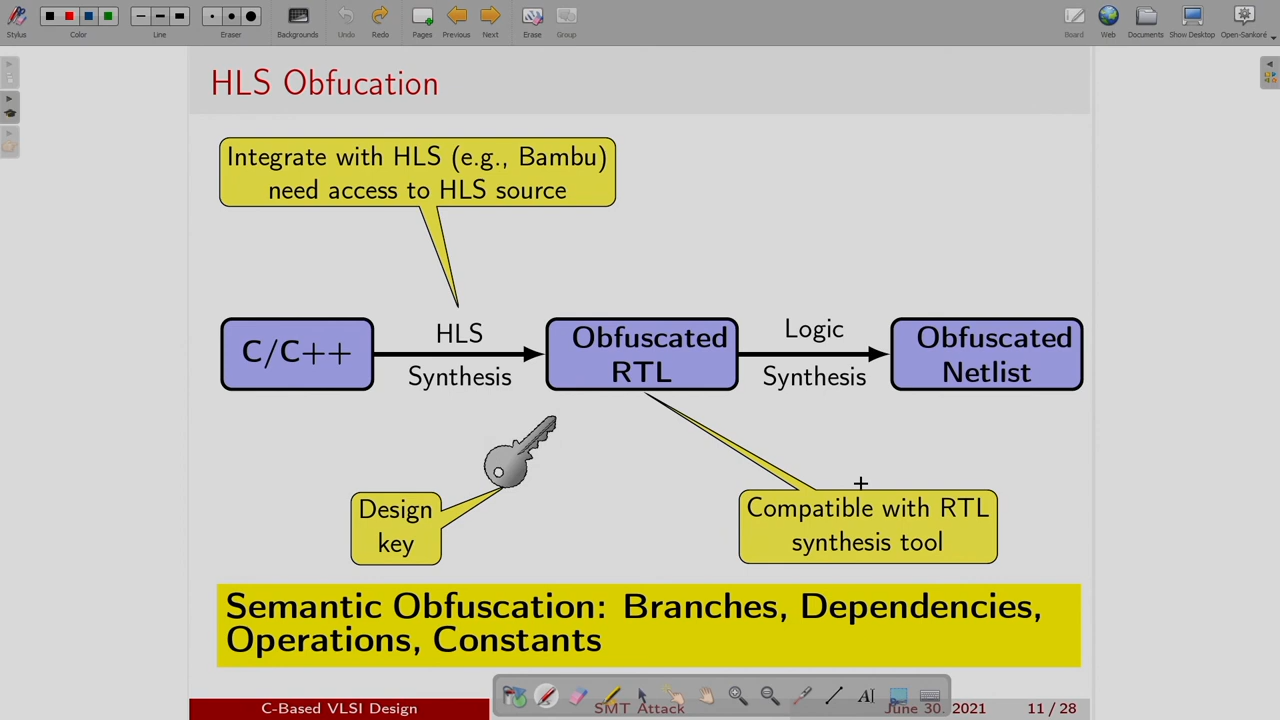 Stylus
Color
Line
Eraser
Backgrounds
Undo
Redo
Pages
Previous
Next
Erase
Group
Board
Web
Documents
Show Desktop
Open-Sankoré
HLS Obfucation
Integrate with HLS (e.g., Bambu)
need access to HLS source
C/C++
HLS
Synthesis
Obfuscated
RTL
Logic
Synthesis
Obfuscated
Netlist
Design
key
Compatible with RTL
synthesis tool
Semantic Obfuscation: Branches, Dependencies,
Operations, Constants
C-Based VLSI Design
SMT Attack
June 30, 2021
11 / 28